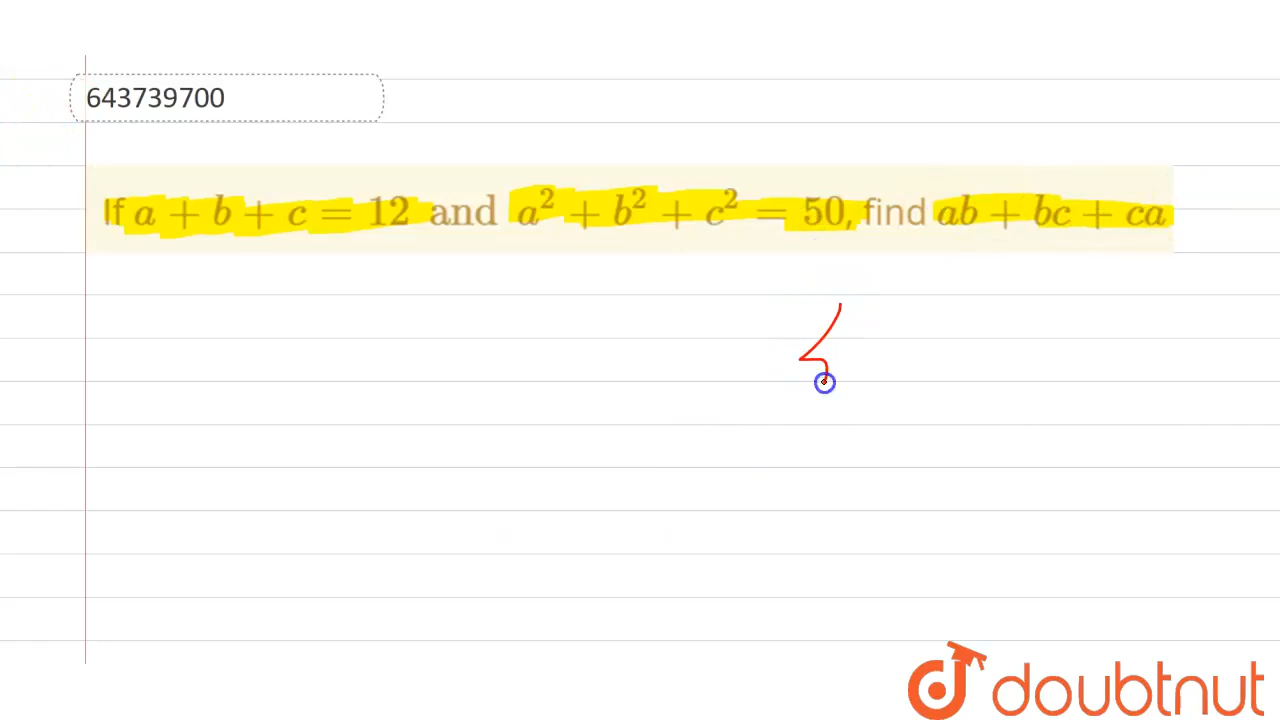 643739700
If a + b + c = 12 and a² + b² + c² = 50, find ab + bc + ca
doubtnut